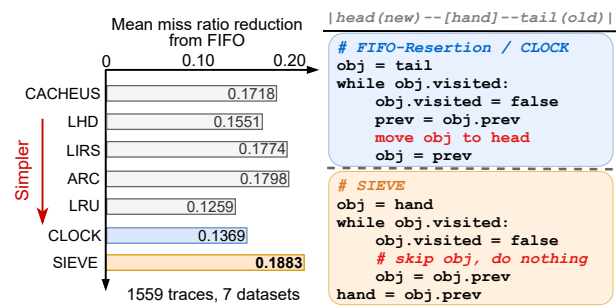 Mean miss ratio reduction
from FIFO
0 0.10 0.20
CACHEUS 0.1718
LHD 0.1551
LIRS 0.1774
ARC 0.1798
LRU 0.1259
CLOCK 0.1369
SIEVE 0.1883
Simpler
1559 traces, 7 datasets
|head(new)--[hand]--tail(old)|
# FIFO-Resertion / CLOCK
obj = tail
while obj.visited:
    obj.visited = false
    prev = obj.prev
    move obj to head
    obj = prev
# SIEVE
obj = hand
while obj.visited:
    obj.visited = false
    # skip obj, do nothing
    obj = obj.prev
hand = obj.prev